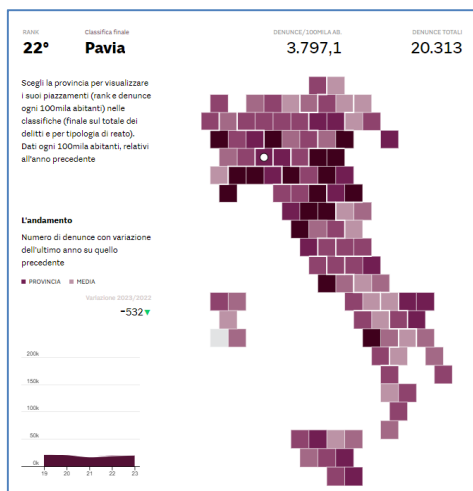 RANK
Classifica finale
DENUNCE/100MILA AB.
DENUNCE TOTALI
22°
Pavia
3.797,1
20.313
Scegli la provincia per visualizzare
i suoi piazzamenti (rank e denunce
ogni 100mila abitanti) nelle
classifiche (finale sul totale dei
delitti e per tipologia di reato).
Dati ogni 100mila abitanti, relativi
all'anno precedente
L'andamento
Numero di denunce con variazione
dell'ultimo anno su quello
precedente
PROVINCIA
MEDIA
Variazione 2023/2022
-532
200k
150k
100k
50k
0k
19 20 21 22 23